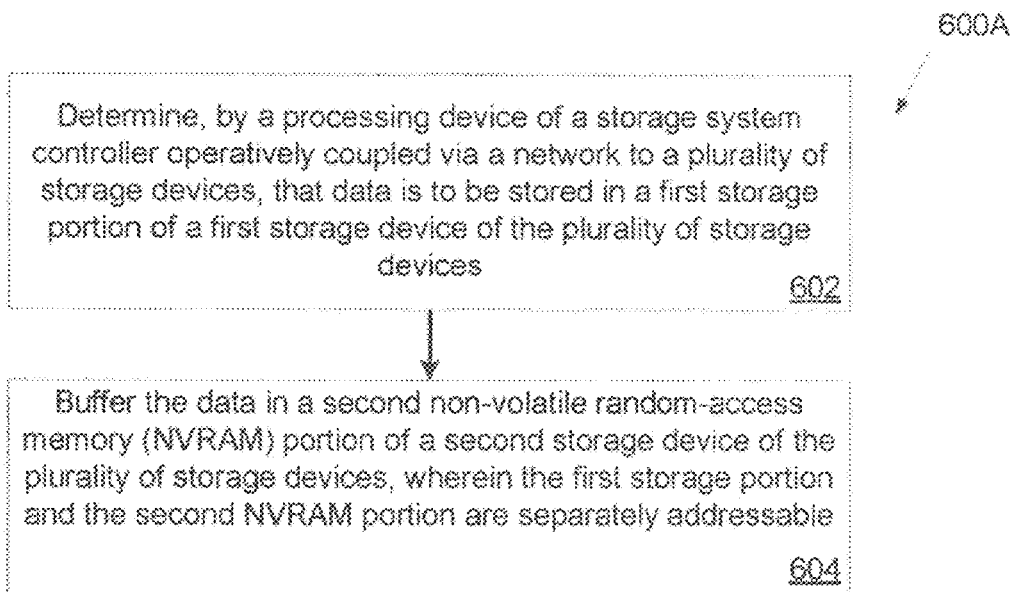 600A
Determine, by a processing device of a storage system
controller operatively coupled via a network to a plurality of
storage devices, that data is to be stored in a first storage
portion of a first storage device of the plurality of storage
devices
602
Buffer the data in a second non-volatile random-access
memory (NVRAM) portion of a second storage device of the
plurality of storage devices, wherein the first storage portion
and the second NVRAM portion are separately addressable
604